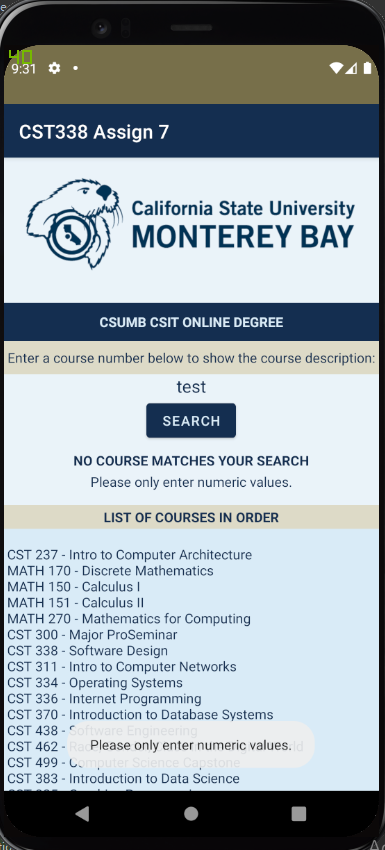 40
9:31
CST338 Assign 7
California State University
MONTEREY BAY
CSUMB CSIT ONLINE DEGREE
Enter a course number below to show the course description:
test
SEARCH
NO COURSE MATCHES YOUR SEARCH
Please only enter numeric values.
LIST OF COURSES IN ORDER
CST 237 - Intro to Computer Architecture
MATH 170 - Discrete Mathematics
MATH 150 - Calculus I
MATH 151 - Calculus II
MATH 270 - Mathematics for Computing
CST 300 - Major ProSeminar
CST 338 - Software Design
CST 311 - Intro to Computer Networks
CST 334 - Operating Systems
CST 336 - Internet Programming
CST 370 - Introduction to Database Systems
CST 438 - Software Engineering
CST 462 -
Please only enter numeric values.
CST 499 - Computer Science Capstone
CST 383 - Introduction to Data Science